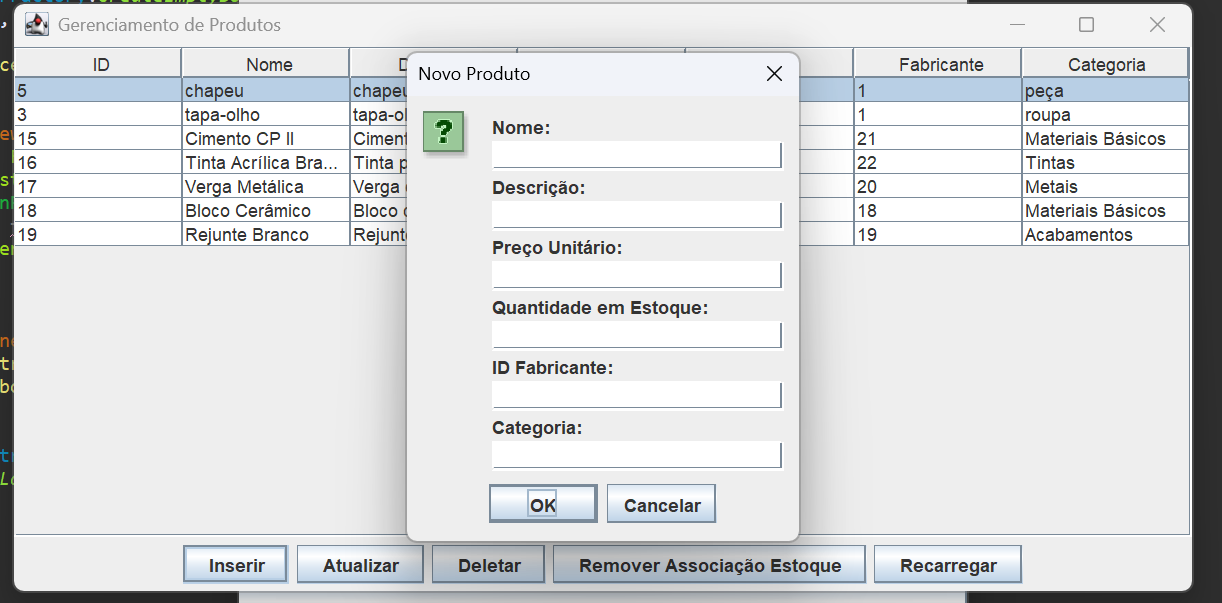 Gerenciamento de Produtos
ID Nome D Fabricante Categoria
5 chapeu chapeu 1 peça
3 tapa-olho tapa-ol 1 roupa
15 Cimento CP II Ciment 21 Materiais Básicos
16 Tinta Acrílica Bra... Tinta p 22 Tintas
17 Verga Metálica Verga 20 Metais
18 Bloco Cerâmico Bloco 18 Materiais Básicos
19 Rejunte Branco Rejunt 19 Acabamentos
Novo Produto
?
Nome:
Descrição:
Preço Unitário:
Quantidade em Estoque:
ID Fabricante:
Categoria:
OK Cancelar
Inserir Atualizar Deletar Remover Associação Estoque Recarregar